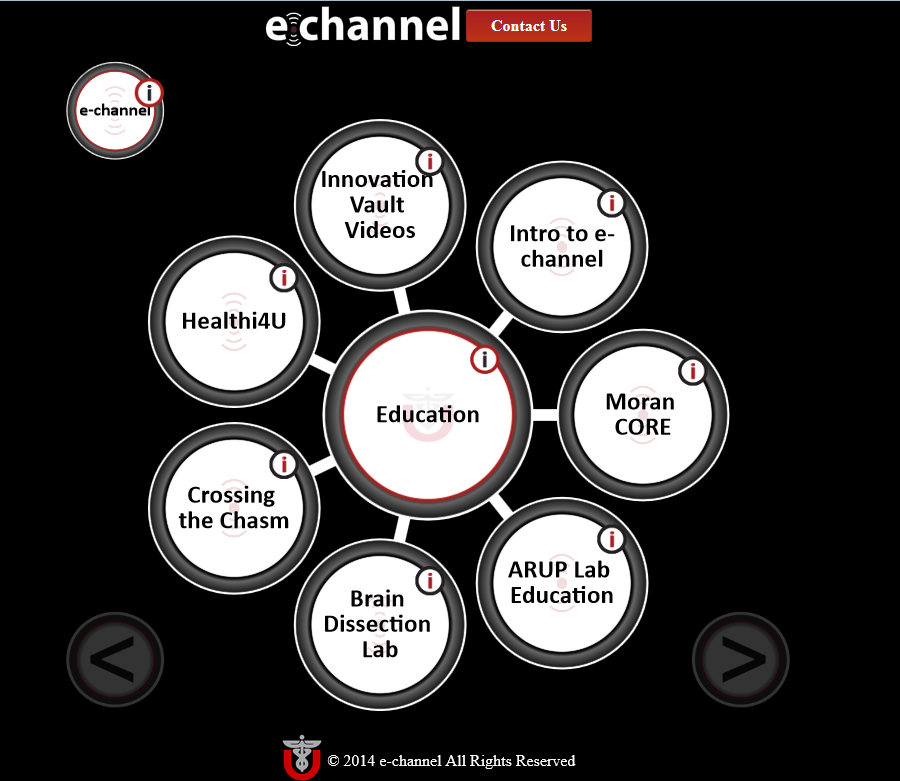 e-channel
Contact Us
e-channel
i
Innovation
Vault
Videos
i
Intro to e-
channel
i
Healthi4U
i
Education
i
Moran
CORE
i
Crossing
the Chasm
i
Brain
Dissection
Lab
i
ARUP Lab
Education
i
<
>
U
© 2014 e-channel All Rights Reserved